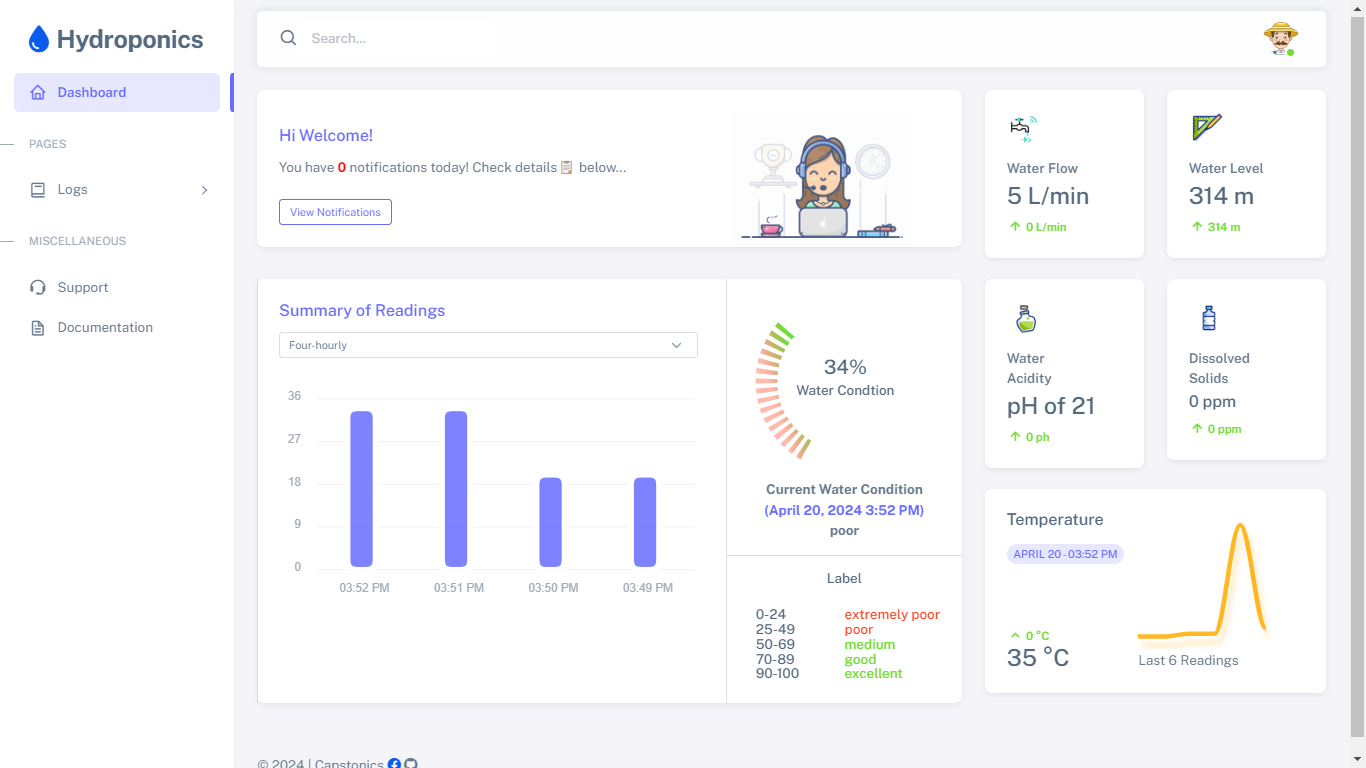 Hydroponics
Search...
Dashboard
PAGES
Logs
MISCELLANEOUS
Support
Documentation
Hi Welcome!
You have 0 notifications today! Check details 📋 below...
View Notifications
Water Flow
5 L/min
↑ 0 L/min
Water Level
314 m
↑ 314 m
Summary of Readings
Four-hourly
36
27
18
9
0
03:52 PM 03:51 PM 03:50 PM 03:49 PM
34%
Water Condtion
Current Water Condition
(April 20, 2024 3:52 PM)
poor
Label
0-24 extremely poor
25-49 poor
50-69 medium
70-89 good
90-100 excellent
Water
Acidity
pH of 21
↑ 0 ph
Dissolved
Solids
0 ppm
↑ 0 ppm
Temperature
APRIL 20 - 03:52 PM
0 °C
35 °C
Last 6 Readings
© 2024 | Capstonics